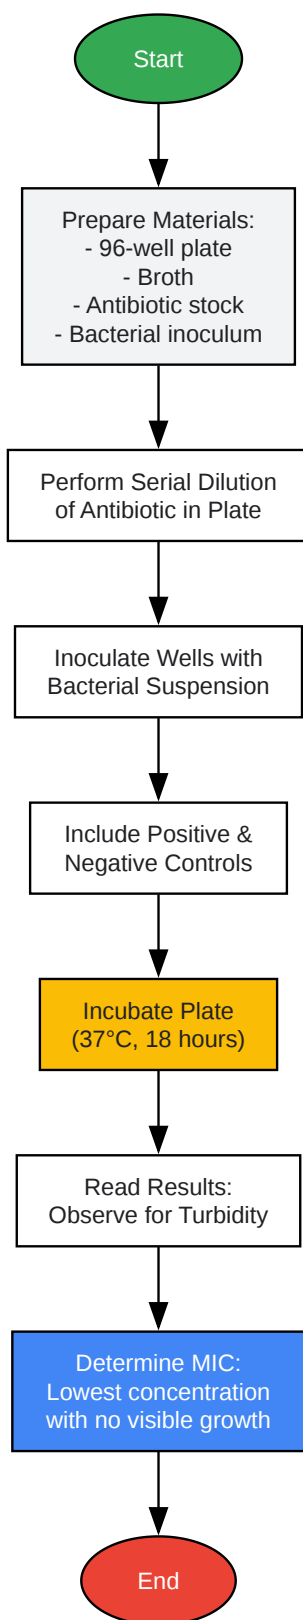 Start
Prepare Materials:
- 96-well plate
- Broth
- Antibiotic stock
- Bacterial inoculum
Perform Serial Dilution
of Antibiotic in Plate
Inoculate Wells with
Bacterial Suspension
Include Positive &
Negative Controls
Incubate Plate
(37°C, 18 hours)
Read Results:
Observe for Turbidity
Determine MIC:
Lowest concentration
with no visible growth
End